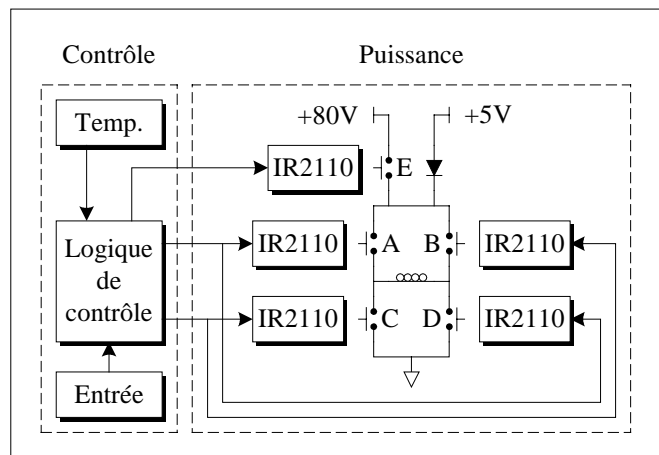 Contrôle
Puissance
Temp.
+80V
+5V
IR2110
E
Logique
de
contrôle
IR2110
A
B
IR2110
IR2110
C
D
IR2110
Entrée